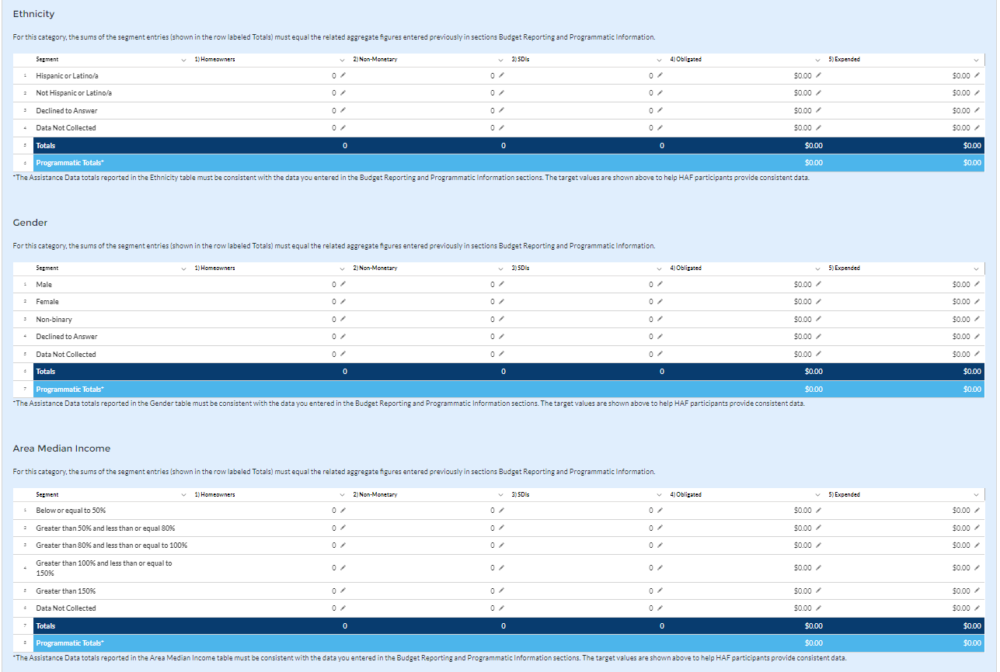 Ethnicity
For this category, the sums of the segment entries (shown in the row labeled Totals) must equal the related aggregate figures entered previously in sections Budget Reporting and Programmatic Information.
Segment 1) Homeowners 2) Non-Monetary 3) SDIs 4) Obligated 5) Expended
1 Hispanic or Latino/a 0 0 0 $0.00 $0.00
2 Not Hispanic or Latino/a 0 0 0 $0.00 $0.00
3 Declined to Answer 0 0 0 $0.00 $0.00
4 Data Not Collected 0 0 0 $0.00 $0.00
5 Totals 0 0 0 $0.00 $0.00
6 Programmatic Totals* $0.00 $0.00
*The Assistance Data totals reported in the Ethnicity table must be consistent with the data you entered in the Budget Reporting and Programmatic Information sections. The target values are shown above to help HAF participants provide consistent data.
Gender
For this category, the sums of the segment entries (shown in the row labeled Totals) must equal the related aggregate figures entered previously in sections Budget Reporting and Programmatic Information.
Segment 1) Homeowners 2) Non-Monetary 3) SDIs 4) Obligated 5) Expended
1 Male 0 0 0 $0.00 $0.00
2 Female 0 0 0 $0.00 $0.00
3 Non-binary 0 0 0 $0.00 $0.00
4 Declined to Answer 0 0 0 $0.00 $0.00
5 Data Not Collected 0 0 0 $0.00 $0.00
6 Totals 0 0 0 $0.00 $0.00
7 Programmatic Totals* $0.00 $0.00
*The Assistance Data totals reported in the Gender table must be consistent with the data you entered in the Budget Reporting and Programmatic Information sections. The target values are shown above to help HAF participants provide consistent data.
Area Median Income
For this category, the sums of the segment entries (shown in the row labeled Totals) must equal the related aggregate figures entered previously in sections Budget Reporting and Programmatic Information.
Segment 1) Homeowners 2) Non-Monetary 3) SDIs 4) Obligated 5) Expended
1 Below or equal to 50% 0 0 0 $0.00 $0.00
2 Greater than 50% and less than or equal 80% 0 0 0 $0.00 $0.00
3 Greater than 80% and less than or equal to 100% 0 0 0 $0.00 $0.00
4 Greater than 100% and less than or equal to
150% 0 0 0 $0.00 $0.00
5 Greater than 150% 0 0 0 $0.00 $0.00
6 Data Not Collected 0 0 0 $0.00 $0.00
7 Totals 0 0 0 $0.00 $0.00
8 Programmatic Totals* $0.00 $0.00
*The Assistance Data totals reported in the Area Median Income table must be consistent with the data you entered in the Budget Reporting and Programmatic Information sections. The target values are shown above to help HAF participants provide consistent data.